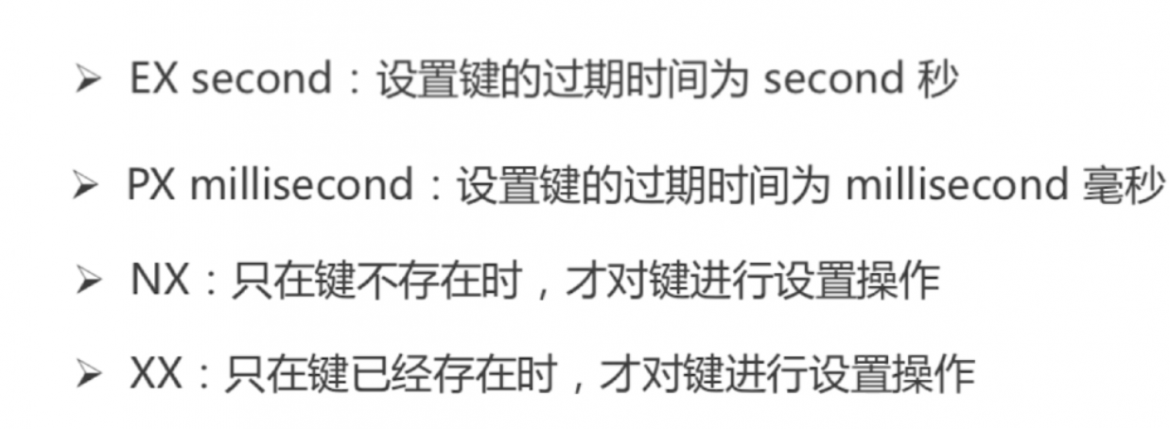 ➢ EX second：设置键的过期时间为 second 秒
➢ PX millisecond：设置键的过期时间为 millisecond 毫秒
➢ NX：只在键不存在时，才对键进行设置操作
➢ XX：只在键已经存在时，才对键进行设置操作